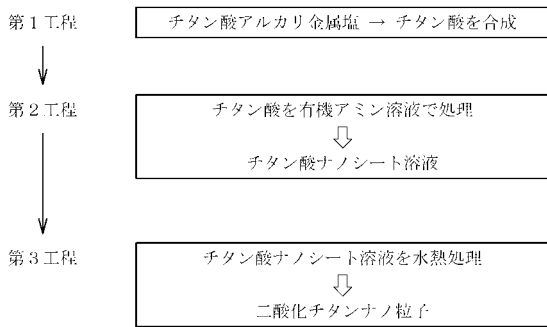 第1工程
チタン酸アルカリ金属塩 → チタン酸を合成
第2工程
チタン酸を有機アミン溶液で処理
チタン酸ナノシート溶液
第3工程
チタン酸ナノシート溶液を水熱処理
二酸化チタンナノ粒子